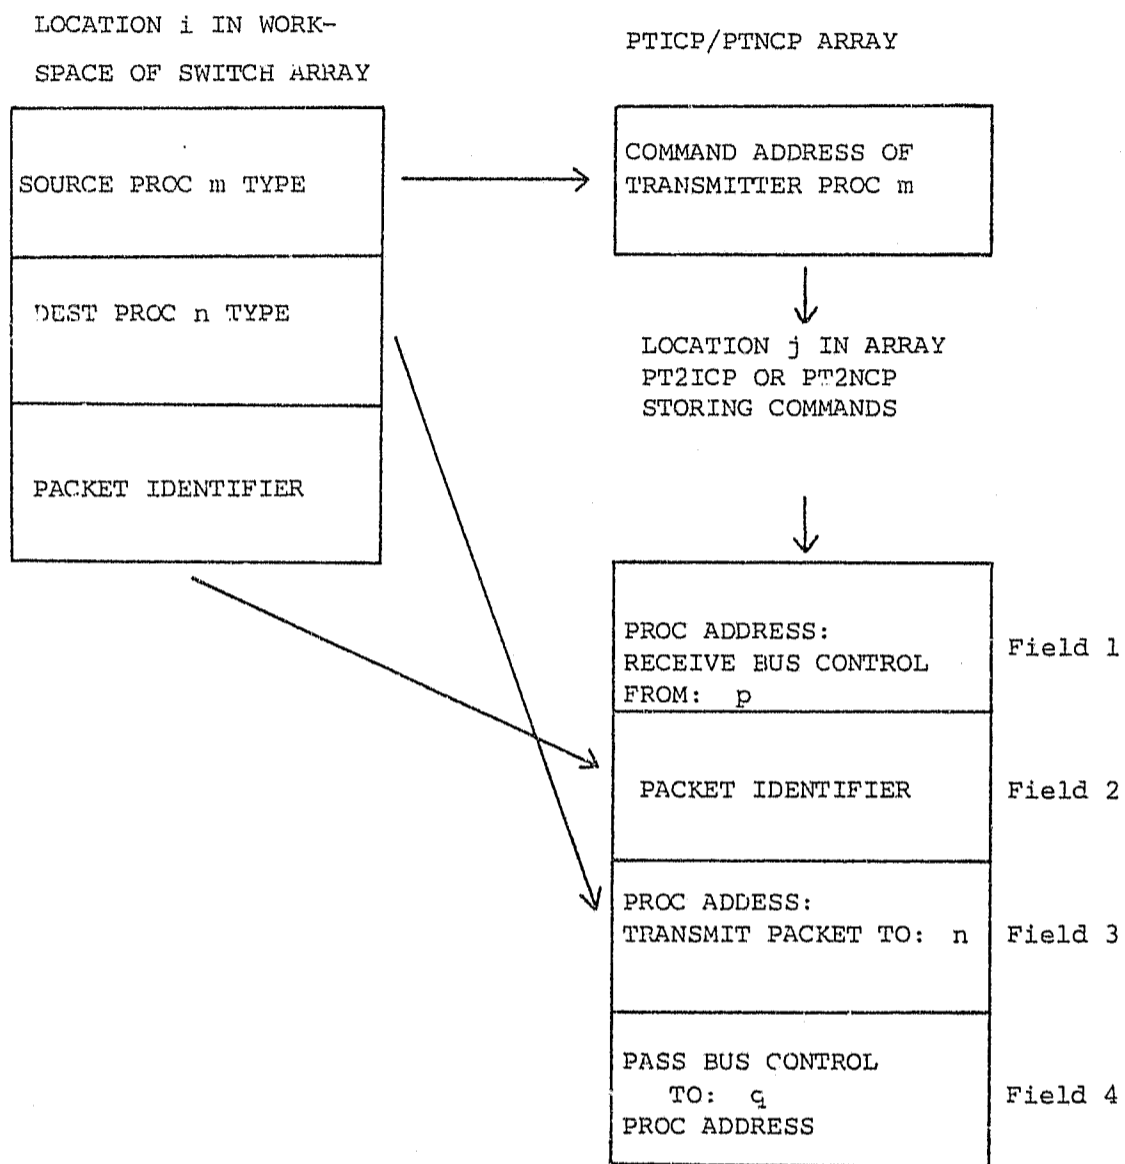 LOCATION i IN WORK-
SPACE OF SWITCH ARRAY
SOURCE PROC m TYPE
DEST PROC n TYPE
PACKET IDENTIFIER
PTICP/PTNCP ARRAY
COMMAND ADDRESS OF
TRANSMITTER PROC m
LOCATION j IN ARRAY
PT2ICP OR PT2NCP
STORING COMMANDS
PROC ADDRESS:
RECEIVE BUS CONTROL
FROM: p
Field 1
PACKET IDENTIFIER
Field 2
PROC ADDESS:
TRANSMIT PACKET TO: n
Field 3
PASS BUS CONTROL
TO: q
PROC ADDRESS
Field 4